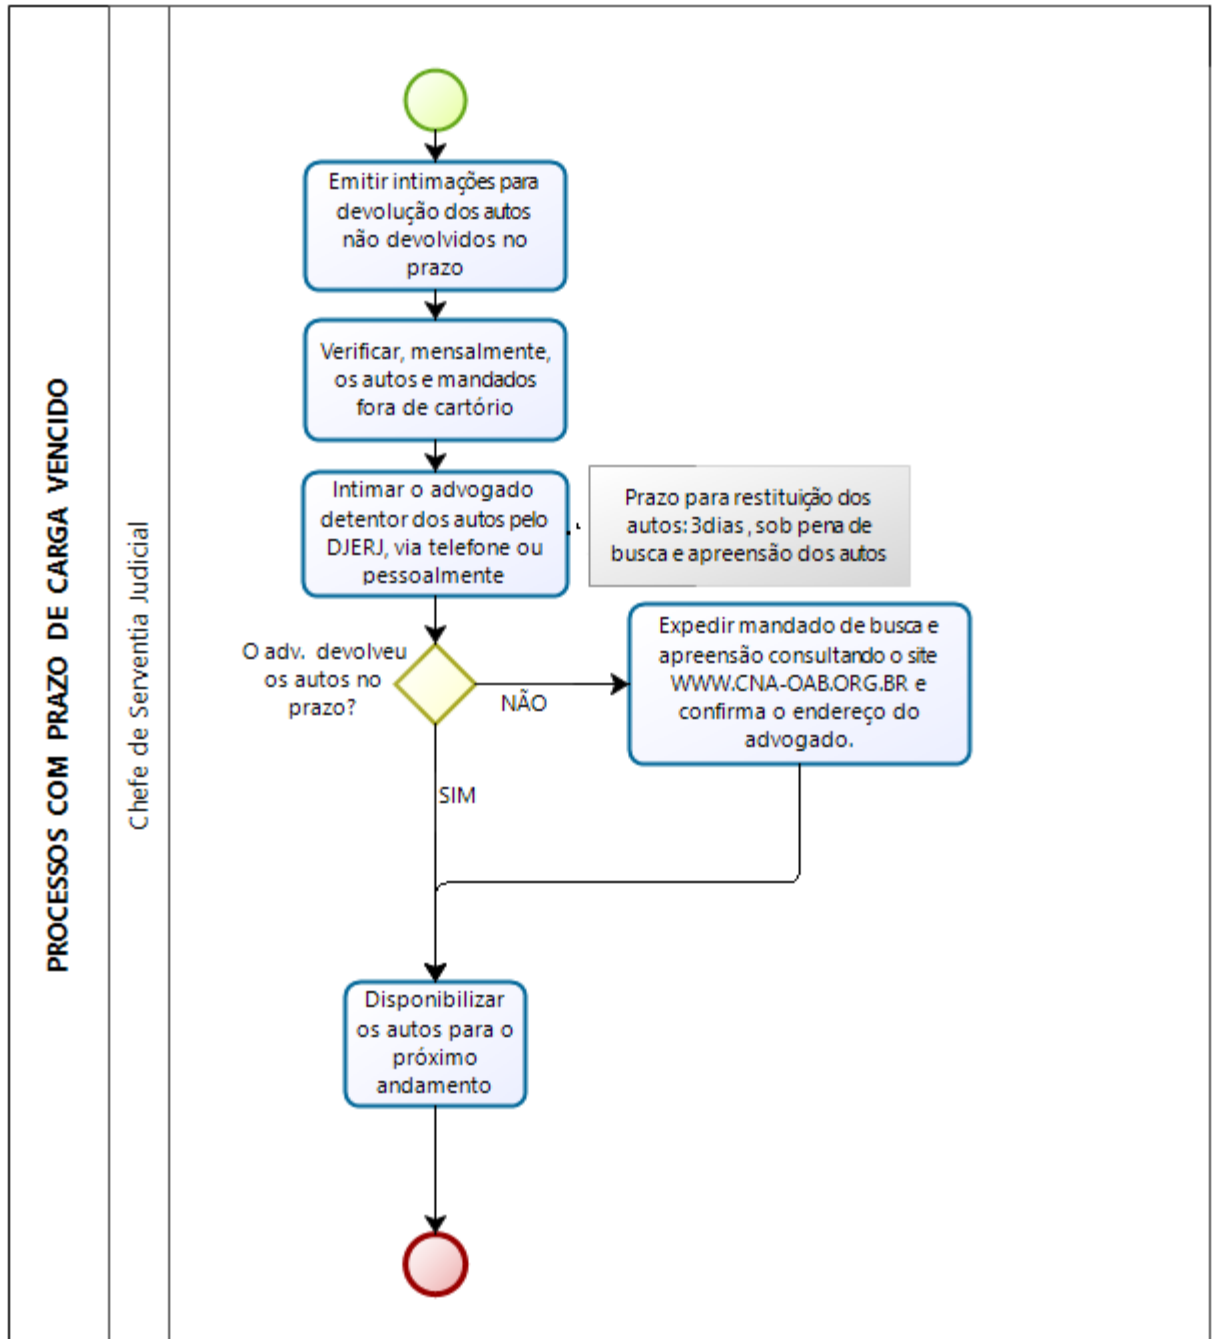 PROCESSOS COM PRAZO DE CARGA VENCIDO
Chefe de Serventia Judicial
Emitir intimações para
devolução dos autos
não devolvidos no
prazo
Verificar, mensalmente,
os autos e mandados
fora de cartório
Intimar o advogado
detentor dos autos pelo
DJERJ, via telefone ou
pessoalmente
Prazo para restituição dos
autos: 3dias, sob pena de
busca e apreensão dos autos
O adv. devolveu
os autos no
prazo?
NÃO
Expedir mandado de busca e
apreensão consultando o site
WWW.CNA-OAB.ORG.BR e
confirma o endereço do
advogado.
SIM
Disponibilizar
os autos para o
próximo
andamento